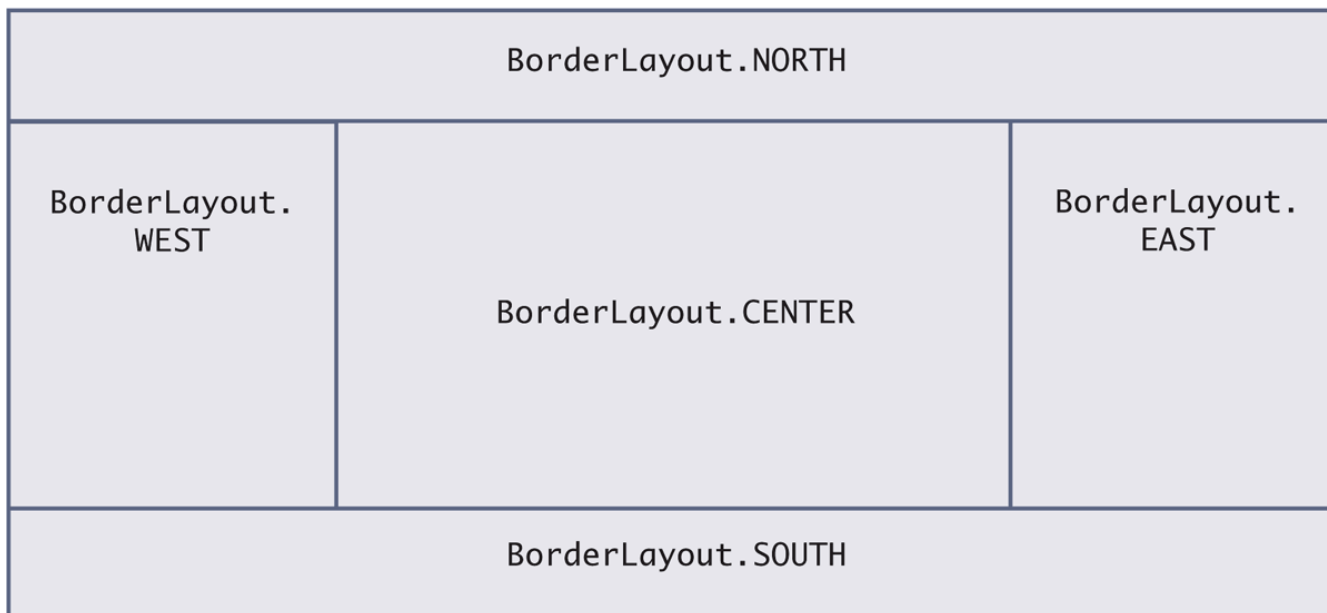 BorderLayout.NORTH
BorderLayout.
WEST
BorderLayout.CENTER
BorderLayout.
EAST
BorderLayout.SOUTH